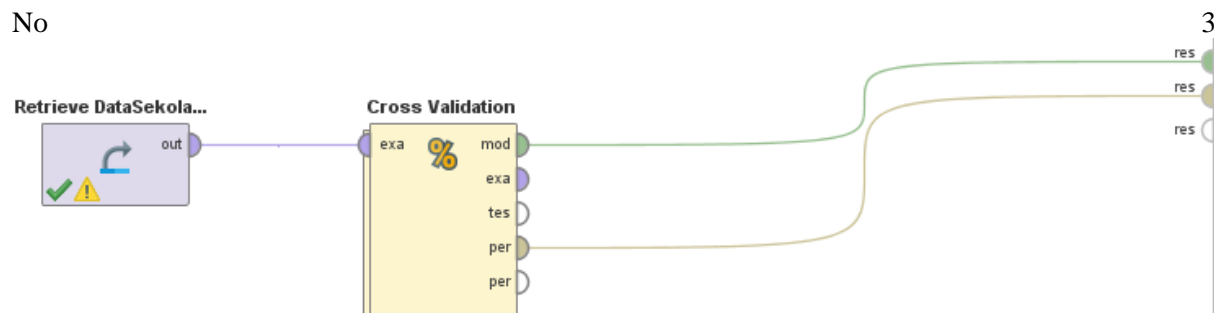 No 3
res
res
res
Retrieve DataSekola...
out
Cross Validation
exa
mod
exa
tes
per
per